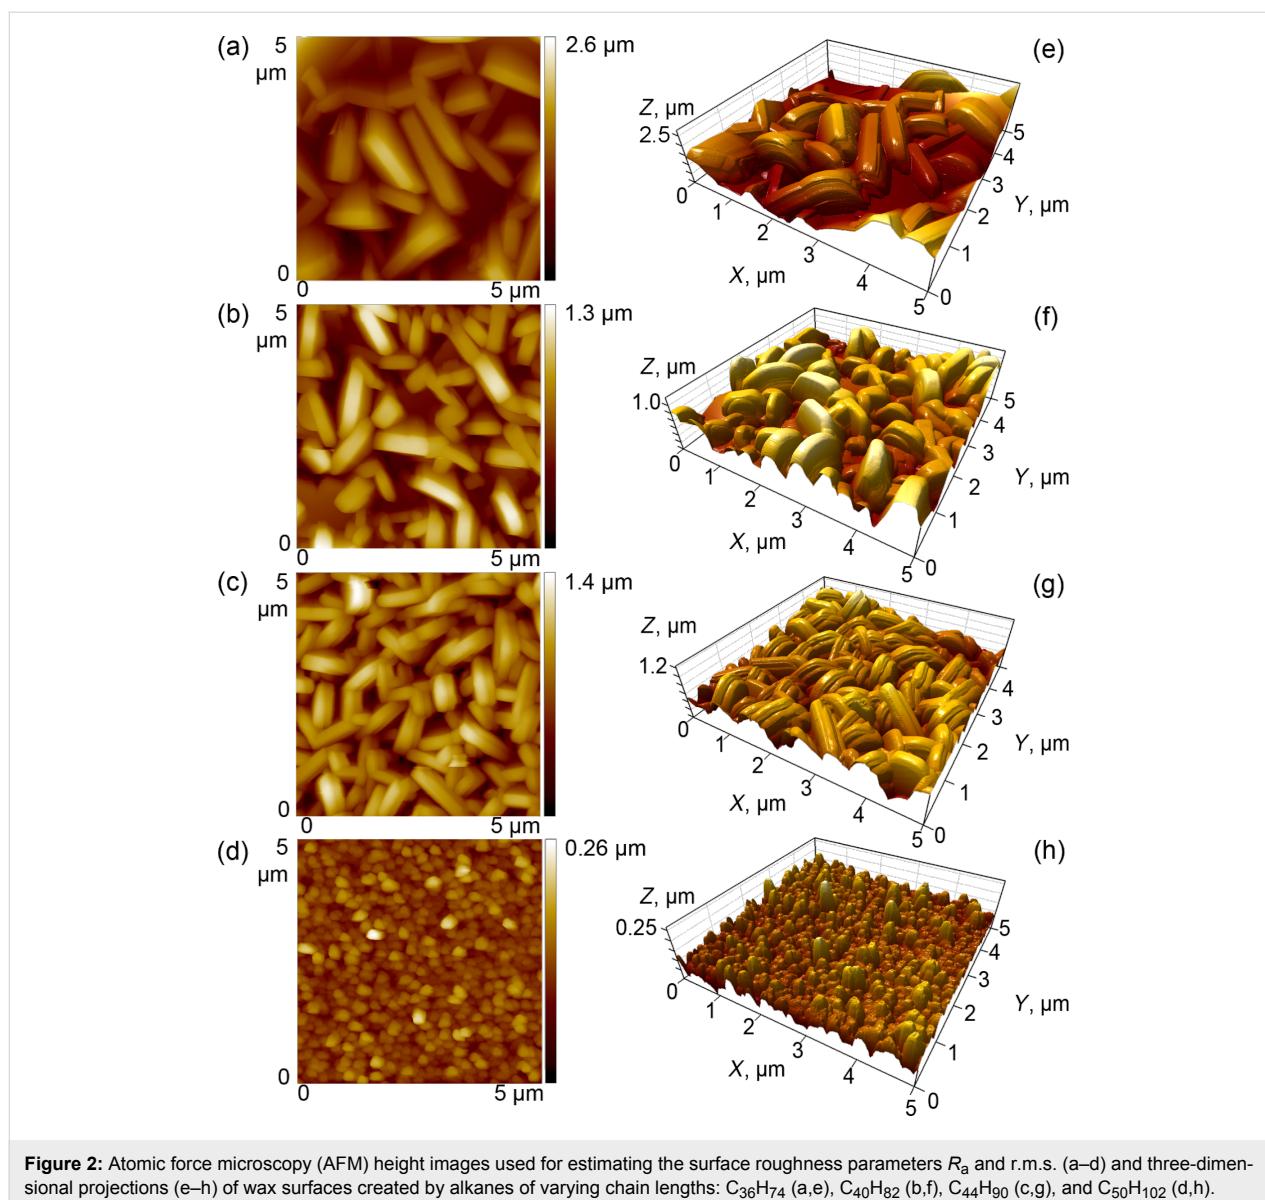 (a)
5
µm
0
0
5 µm
2.6 µm
(e)
Z, µm
2.5
0
1
2
3
4
5
X, µm
0
1
2
3
4
5
Y, µm
(b)
5
µm
0
0
5 µm
1.3 µm
(f)
Z, µm
1.0
0
1
2
3
4
5
X, µm
0
1
2
3
4
5
Y, µm
(c)
5
µm
0
0
5 µm
1.4 µm
(g)
Z, µm
1.2
0
1
2
3
4
5
X, µm
0
1
2
3
4
Y, µm
(d)
5
µm
0
0
5 µm
0.26 µm
(h)
Z, µm
0.25
0
1
2
3
4
5
X, µm
0
1
2
3
4
5
Y, µm
Figure 2: Atomic force microscopy (AFM) height images used for estimating the surface roughness parameters Ra and r.m.s. (a–d) and three-dimen-
sional projections (e–h) of wax surfaces created by alkanes of varying chain lengths: C36H74 (a,e), C40H82 (b,f), C44H90 (c,g), and C50H102 (d,h).